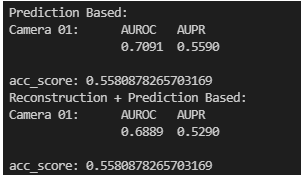 Prediction Based:
Camera 01: AUROC AUPR
0.7091 0.5590
acc_score: 0.5580878265703169
Reconstruction + Prediction Based:
Camera 01: AUROC AUPR
0.6889 0.5290
acc_score: 0.5580878265703169